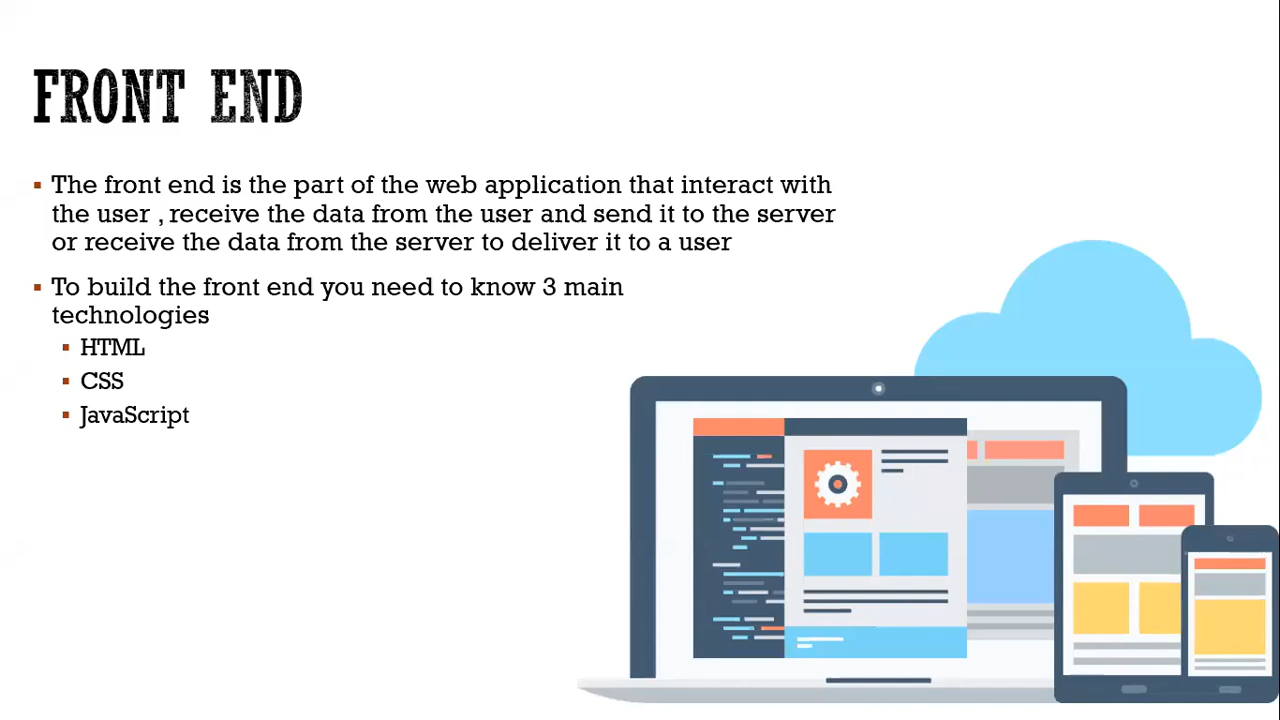 FRONT END
▪ The front end is the part of the web application that interact with
the user , receive the data from the user and send it to the server
or receive the data from the server to deliver it to a user
▪ To build the front end you need to know 3 main
technologies
▪ HTML
▪ CSS
▪ JavaScript